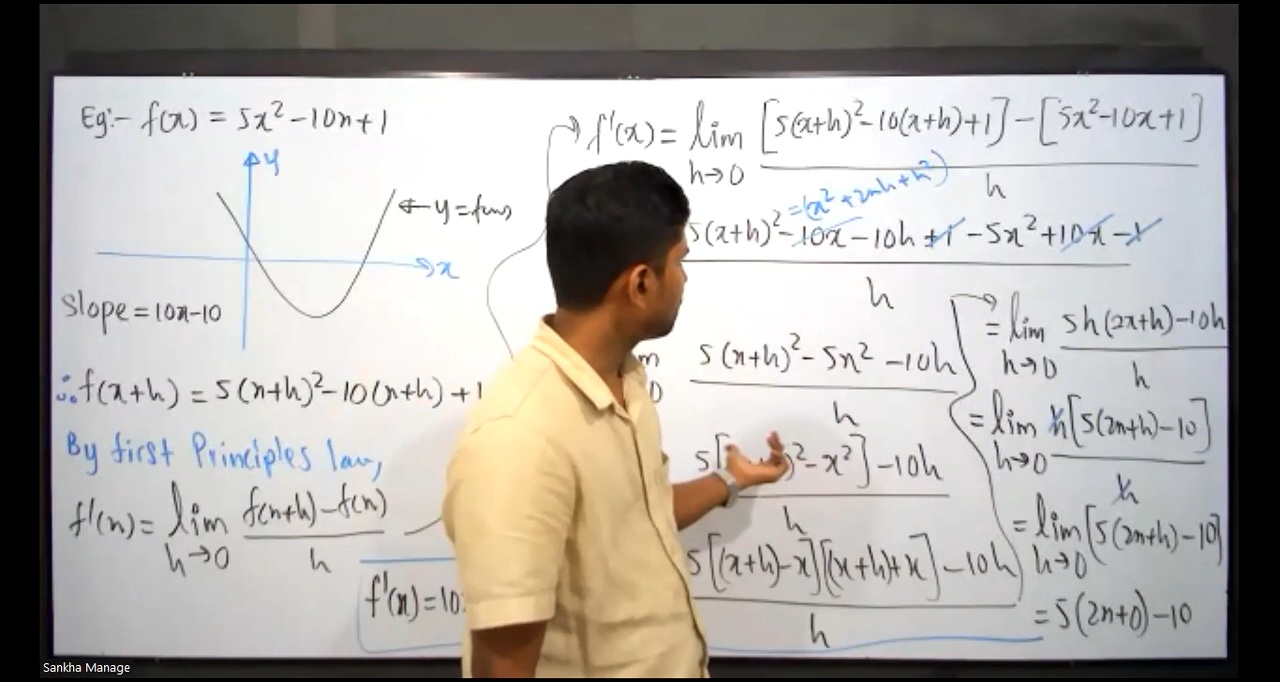 Eg:- f(x) = 5x² - 10x + 1
y
← y = f(x)
x
Slope = 10x - 10
∴ f(x+h) = 5(x+h)² - 10(x+h) + 1
By first Principles law,
f'(x) = lim h→0 f(x+h) - f(x) / h
f'(x) = 10
f'(x) = lim h→0 [5(x+h)² - 10(x+h) + 1] - [5x² - 10x + 1] / h
= (x² + 2xh + h²)
5(x+h)² - 10x - 10h + 1 - 5x² + 10x - 1 / h
5(x+h)² - 5x² - 10h / h
5[ )² - x²] - 10h / h
5[(x+h) - x][(x+h) + x] - 10h / h
= lim h→0 5h(2x+h) - 10h / h
= lim h→0 h[5(2x+h) - 10] / h
= lim h→0 [5(2x+h) - 10]
= 5(2x+0) - 10
Sankha Manage